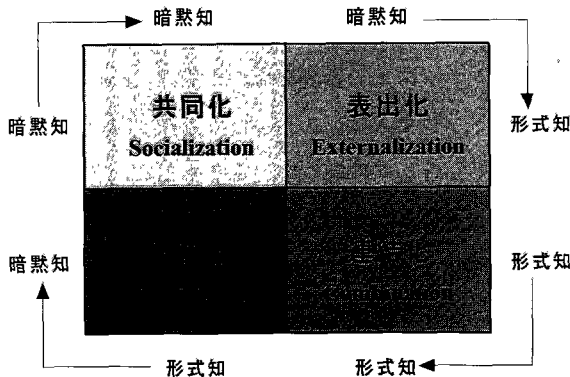 暗黙知
暗黙知
暗黙知
共同化
Socialization
表出化
Externalization
形式知
暗黙知
形式知
形式知
形式知